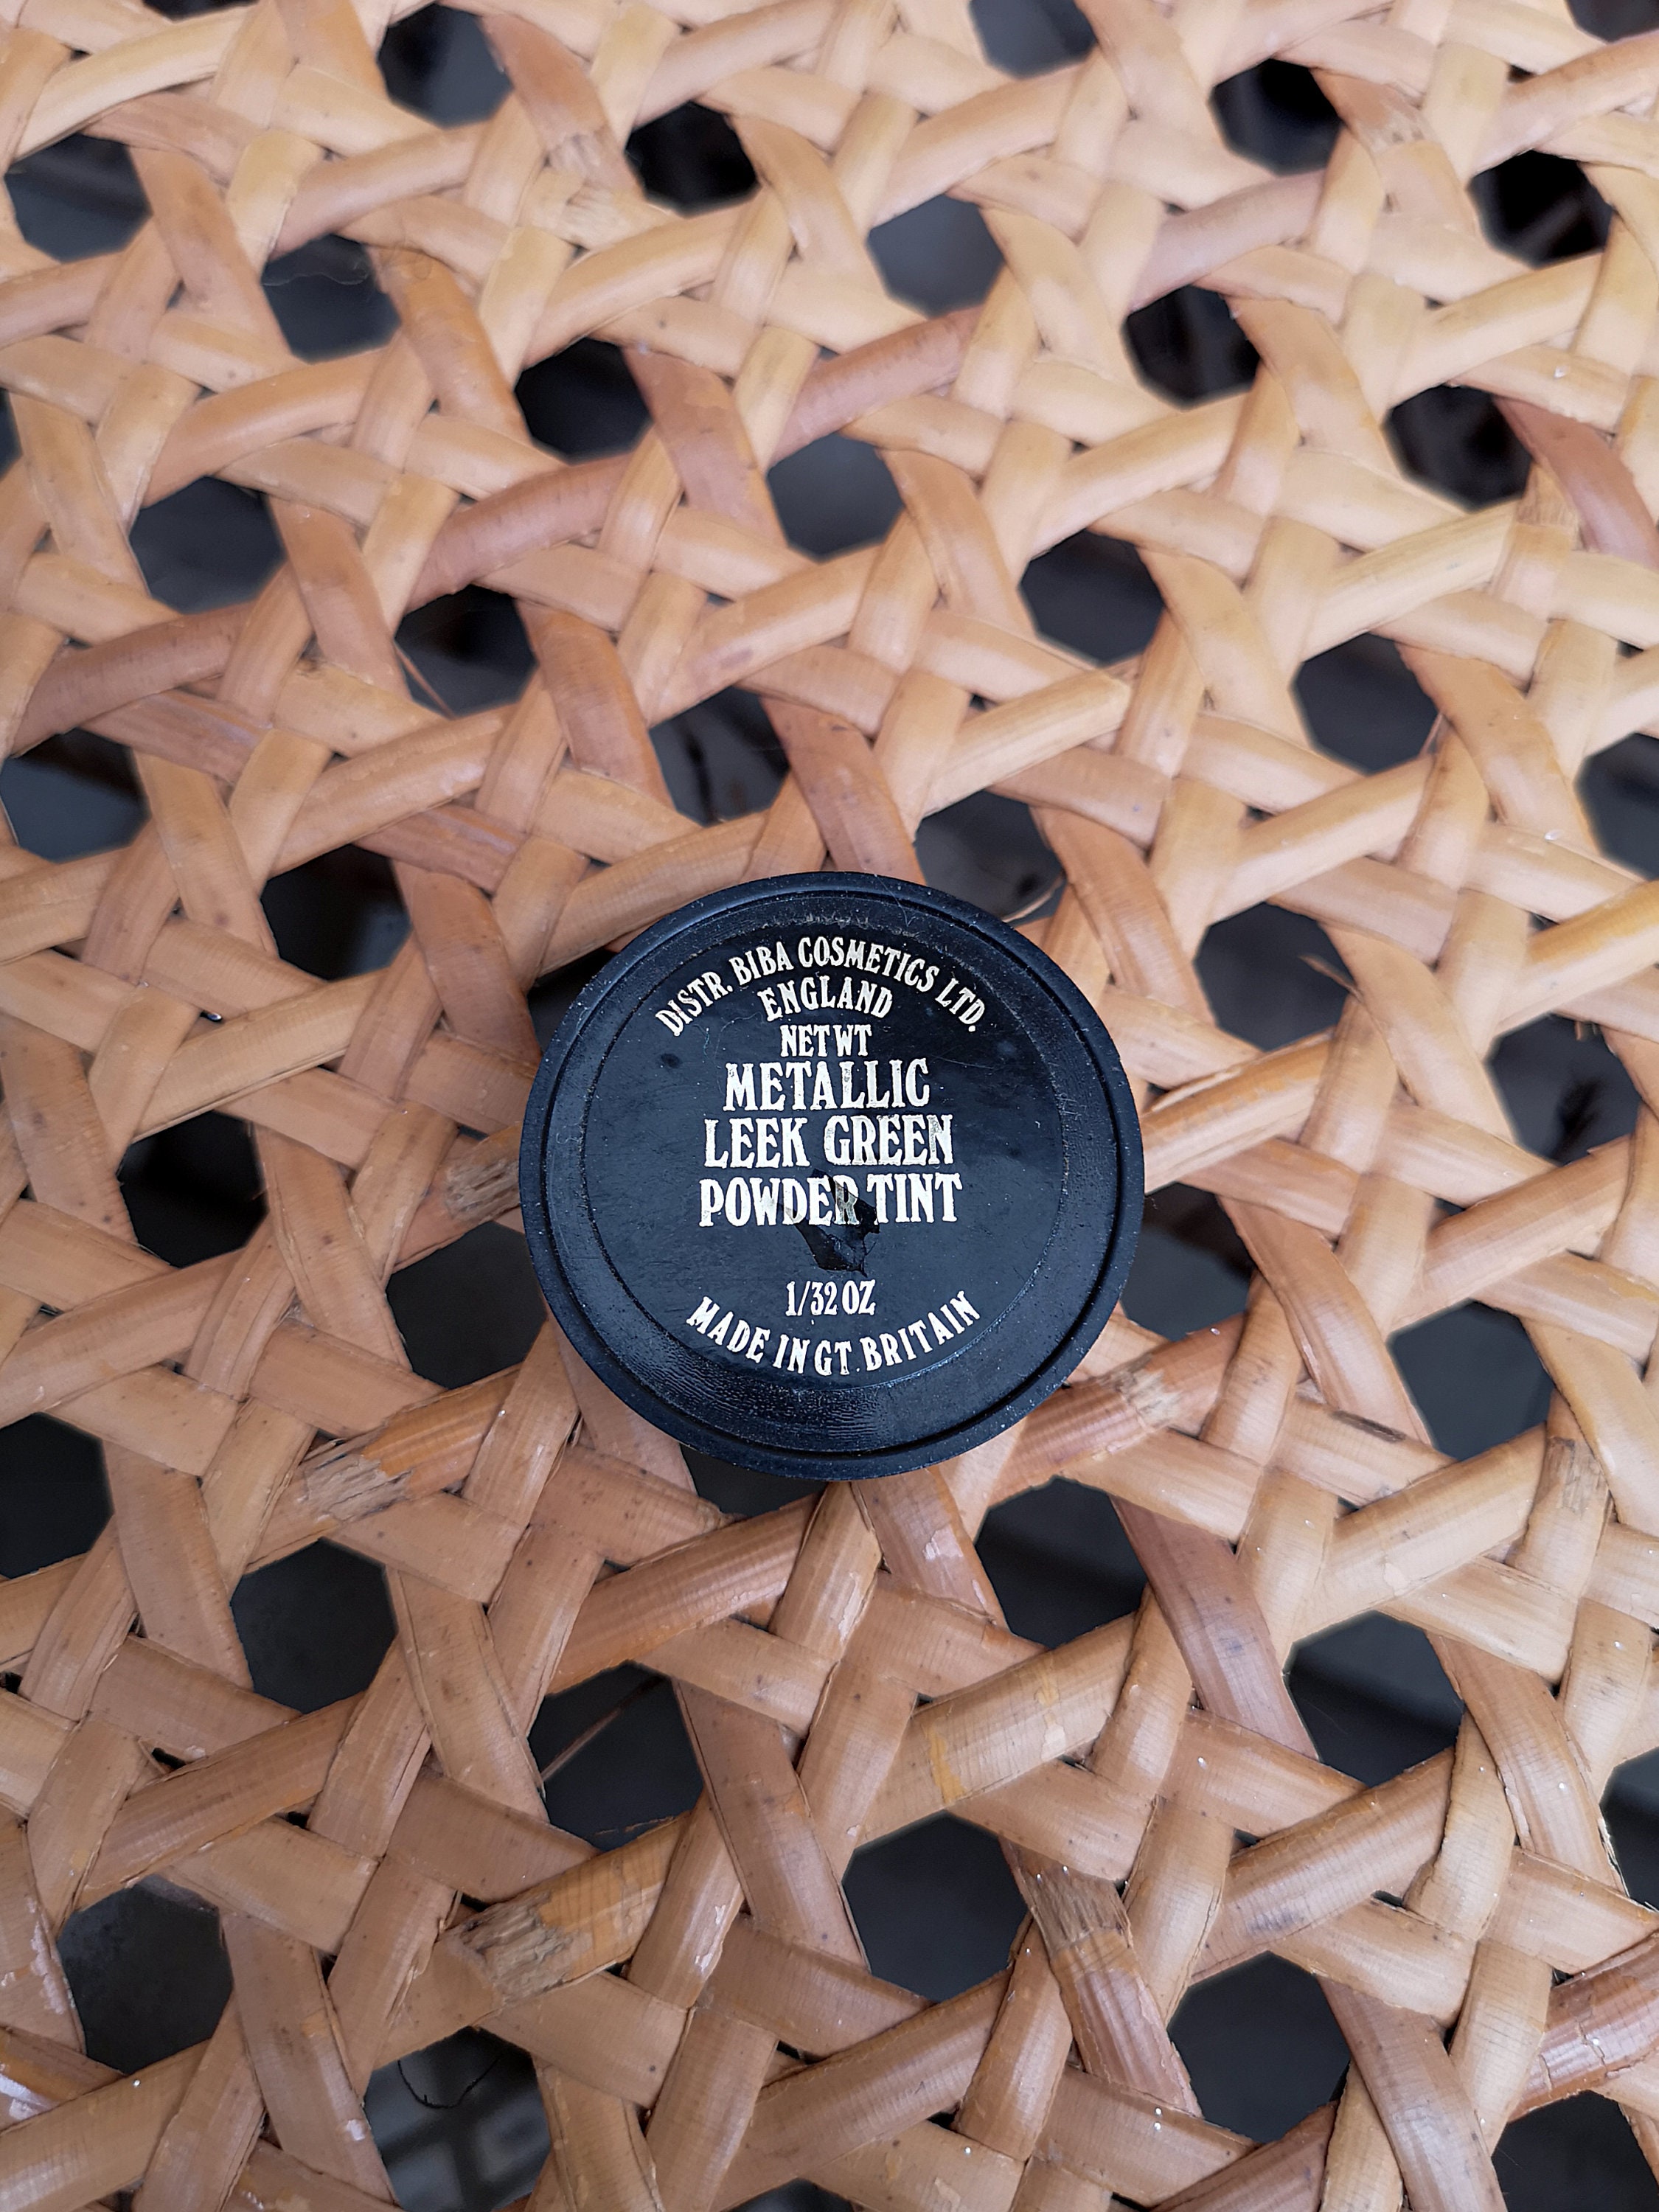 DISTR. BIBA COSMETICS LTD.
ENGLAND
NET WT
METALLIC
LEEK GREEN
POWDER TINT
1/32 OZ
MADE IN GT. BRITAIN